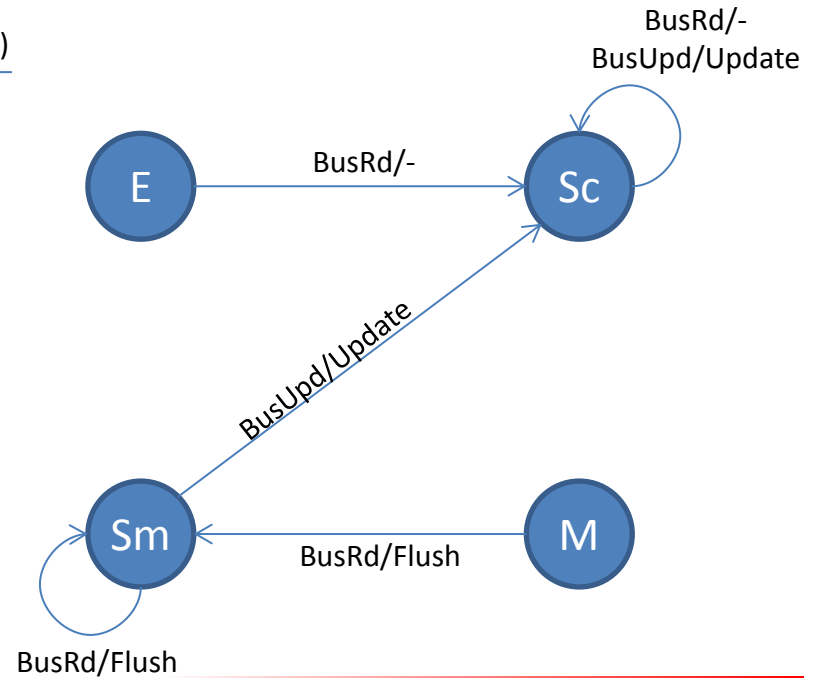 )
BusRd/-
BusUpd/Update
E
BusRd/-
Sc
BusUpd/Update
Sm
BusRd/Flush
M
BusRd/Flush